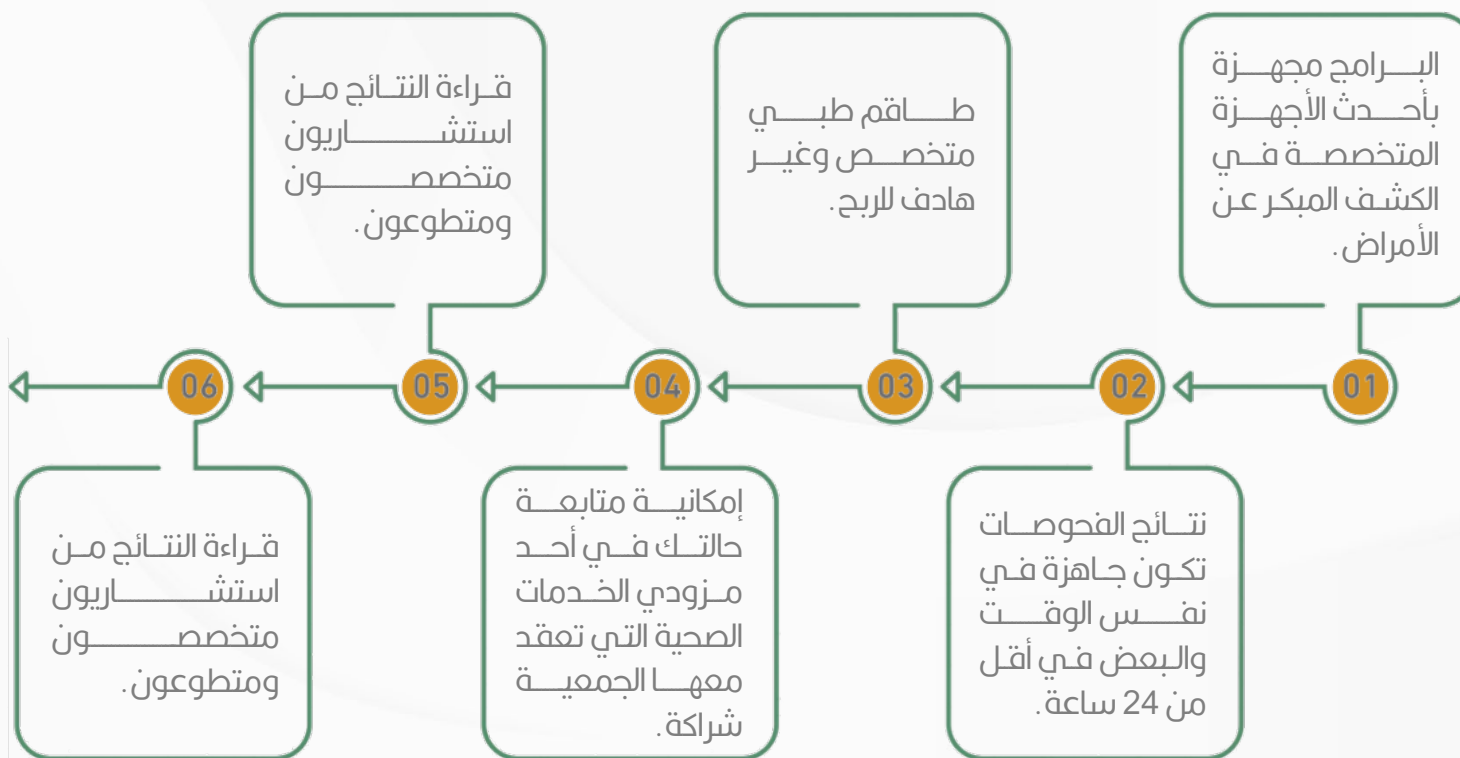 01
البرامج مجهزة
بأحدث الأجهزة
المتخصصة في
الكشف المبكر عن
الأمراض.
02
نتائج الفحوصات
تكون جاهزة في
نفس الوقت
والبعض في أقل
من 24 ساعة.
03
طاقم طبي
متخصص وغير
هادف للربح.
04
إمكانية متابعة
حالتك في أحد
مزودي الخدمات
الصحية التي تعقد
معها الجمعية
شراكة.
05
قراءة النتائج من
استشاريون
متخصصون
ومتطوعون.
06
قراءة النتائج من
استشاريون
متخصصون
ومتطوعون.